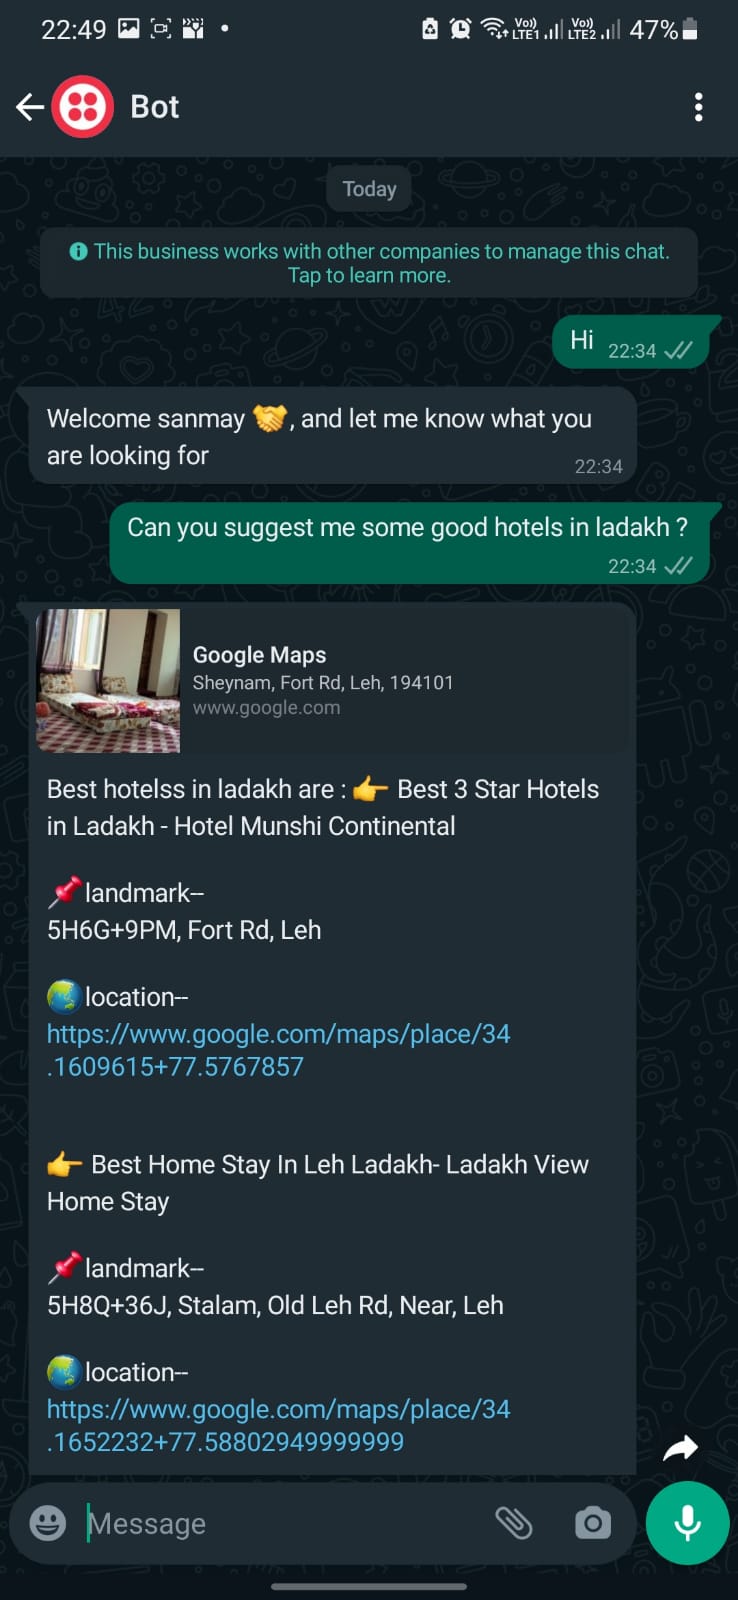 22:49
Vo)) LTE1 Vo)) LTE2 47%
Bot
Today
This business works with other companies to manage this chat.
Tap to learn more.
Hi 22:34
Welcome sanmay 🤝, and let me know what you
are looking for
22:34
Can you suggest me some good hotels in ladakh ?
22:34
Google Maps
Sheynam, Fort Rd, Leh, 194101
www.google.com
Best hotelss in ladakh are : 👉 Best 3 Star Hotels
in Ladakh - Hotel Munshi Continental
📌landmark--
5H6G+9PM, Fort Rd, Leh
🌏location--
https://www.google.com/maps/place/34
.1609615+77.5767857
👉 Best Home Stay In Leh Ladakh- Ladakh View
Home Stay
📌landmark--
5H8Q+36J, Stalam, Old Leh Rd, Near, Leh
🌏location--
https://www.google.com/maps/place/34
.1652232+77.58802949999999
Message